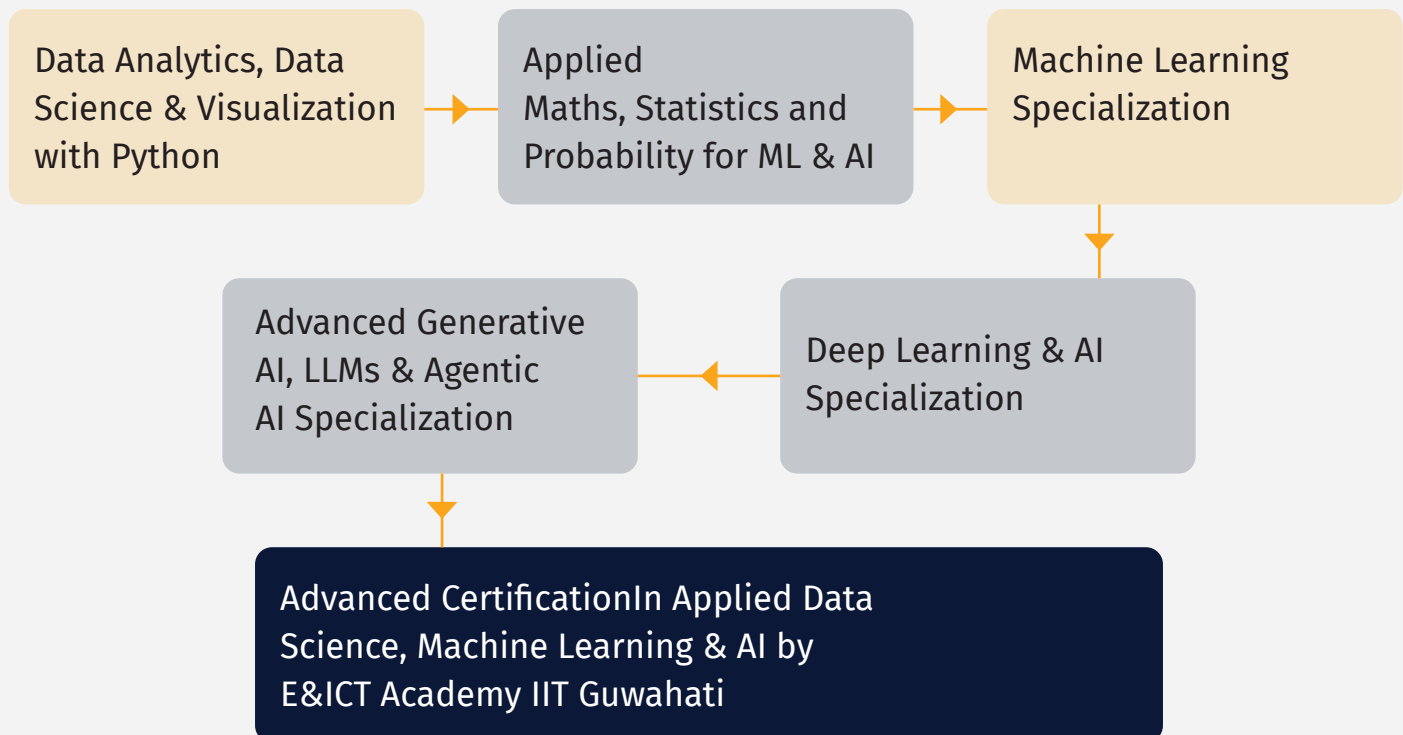 Data Analytics, Data
Science & Visualization
with Python
Applied
Maths, Statistics and
Probability for ML & AI
Machine Learning
Specialization
Deep Learning & AI
Specialization
Advanced Generative
AI, LLMs & Agentic
AI Specialization
Advanced CertificationIn Applied Data
Science, Machine Learning & AI by
E&ICT Academy IIT Guwahati